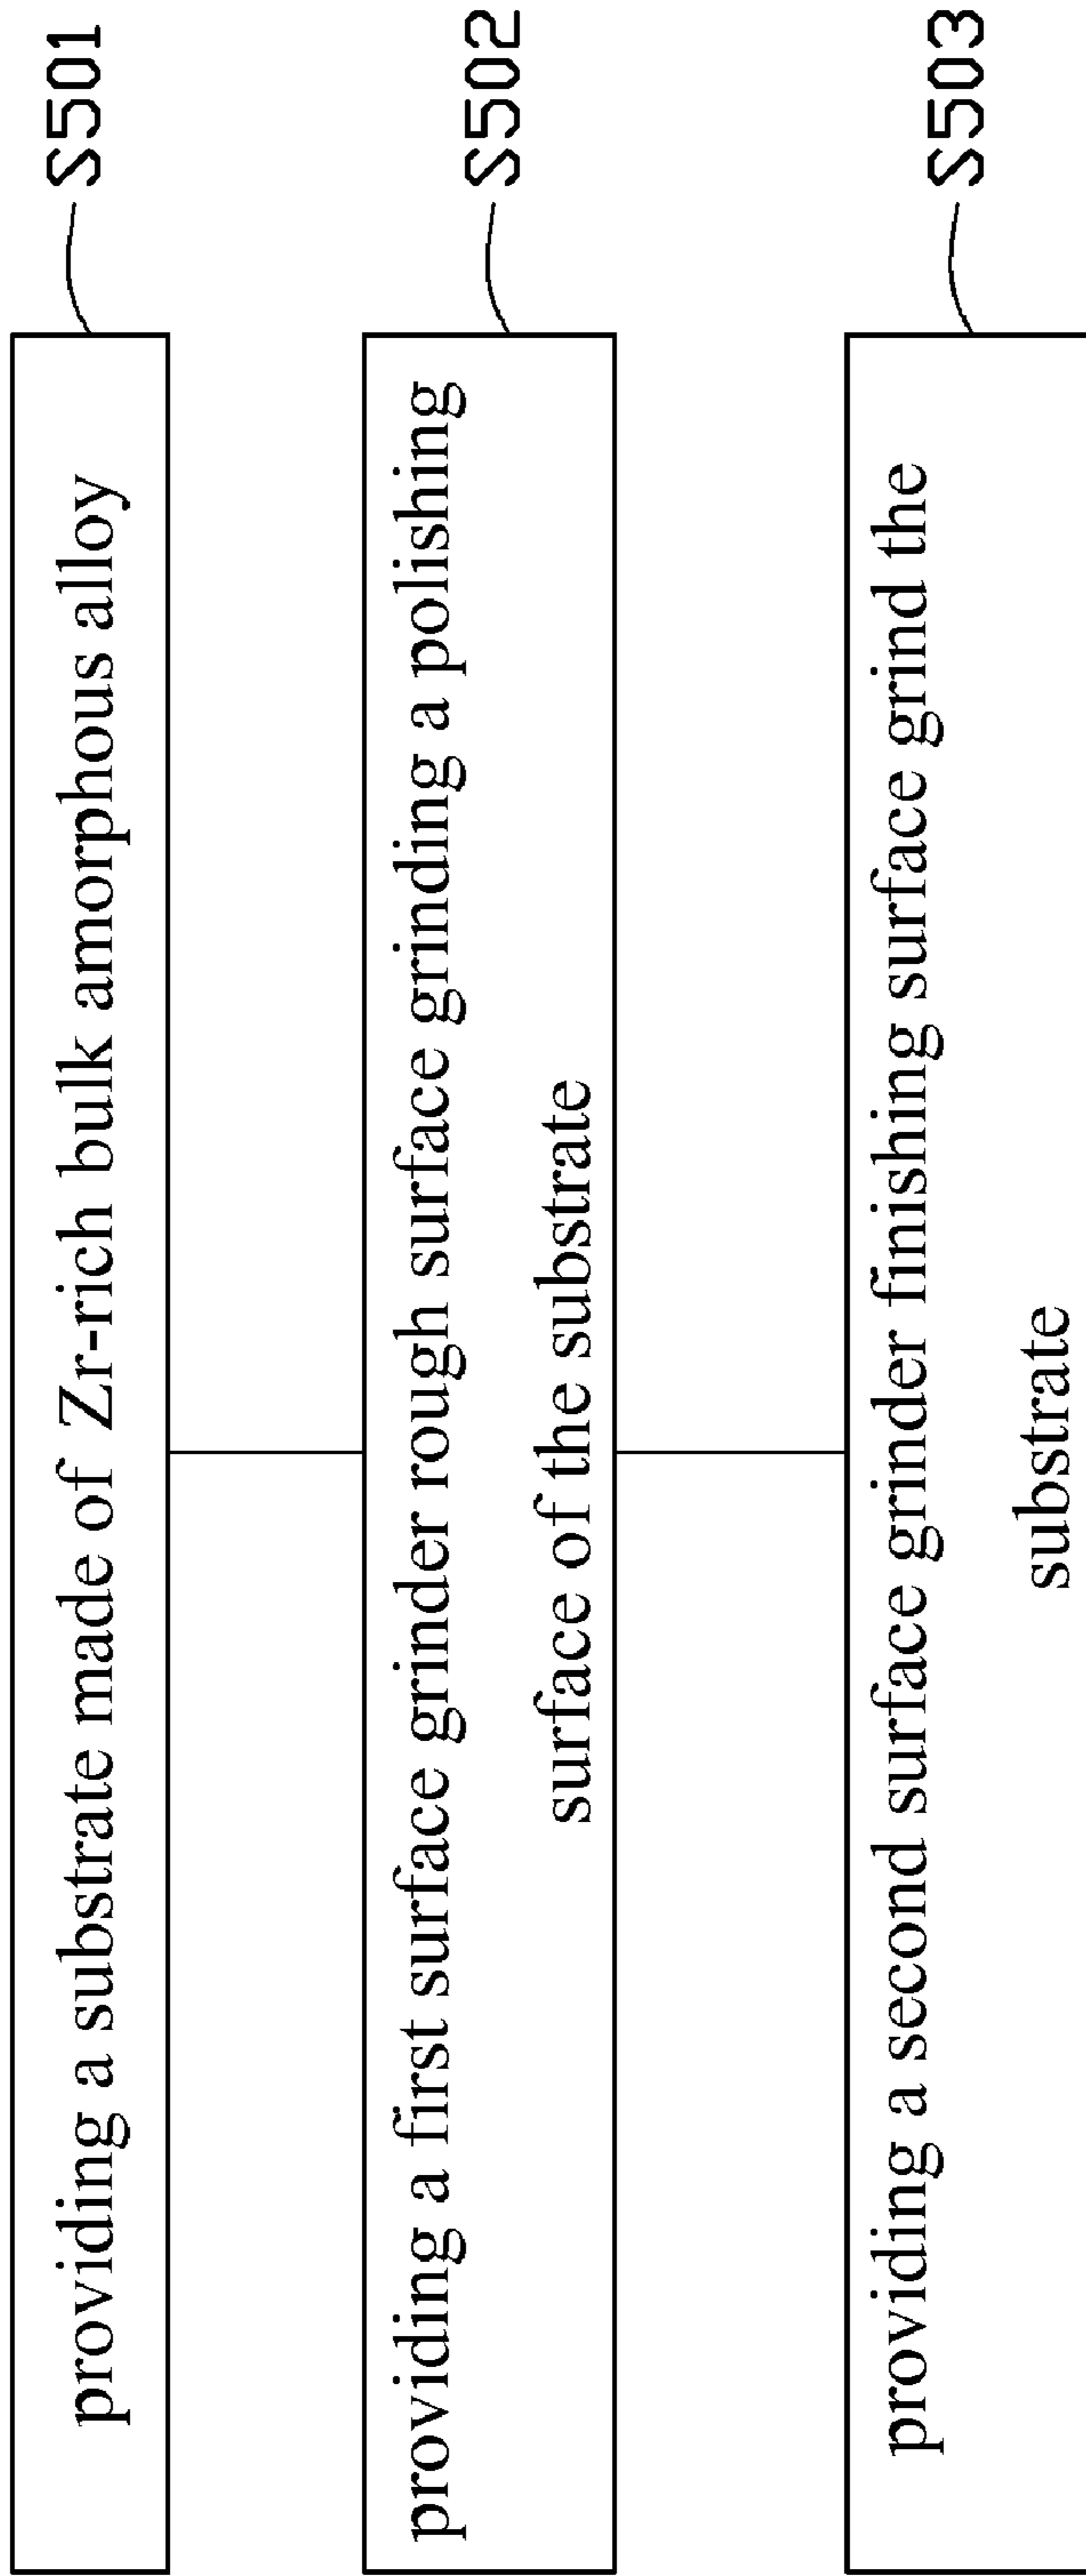 providing a substrate made of Zr-rich bulk amorphous alloy
S501
providing a first surface grinder rough surface grinding a polishing
surface of the substrate
S502
providing a second surface grinder finishing surface grind the
substrate
S503